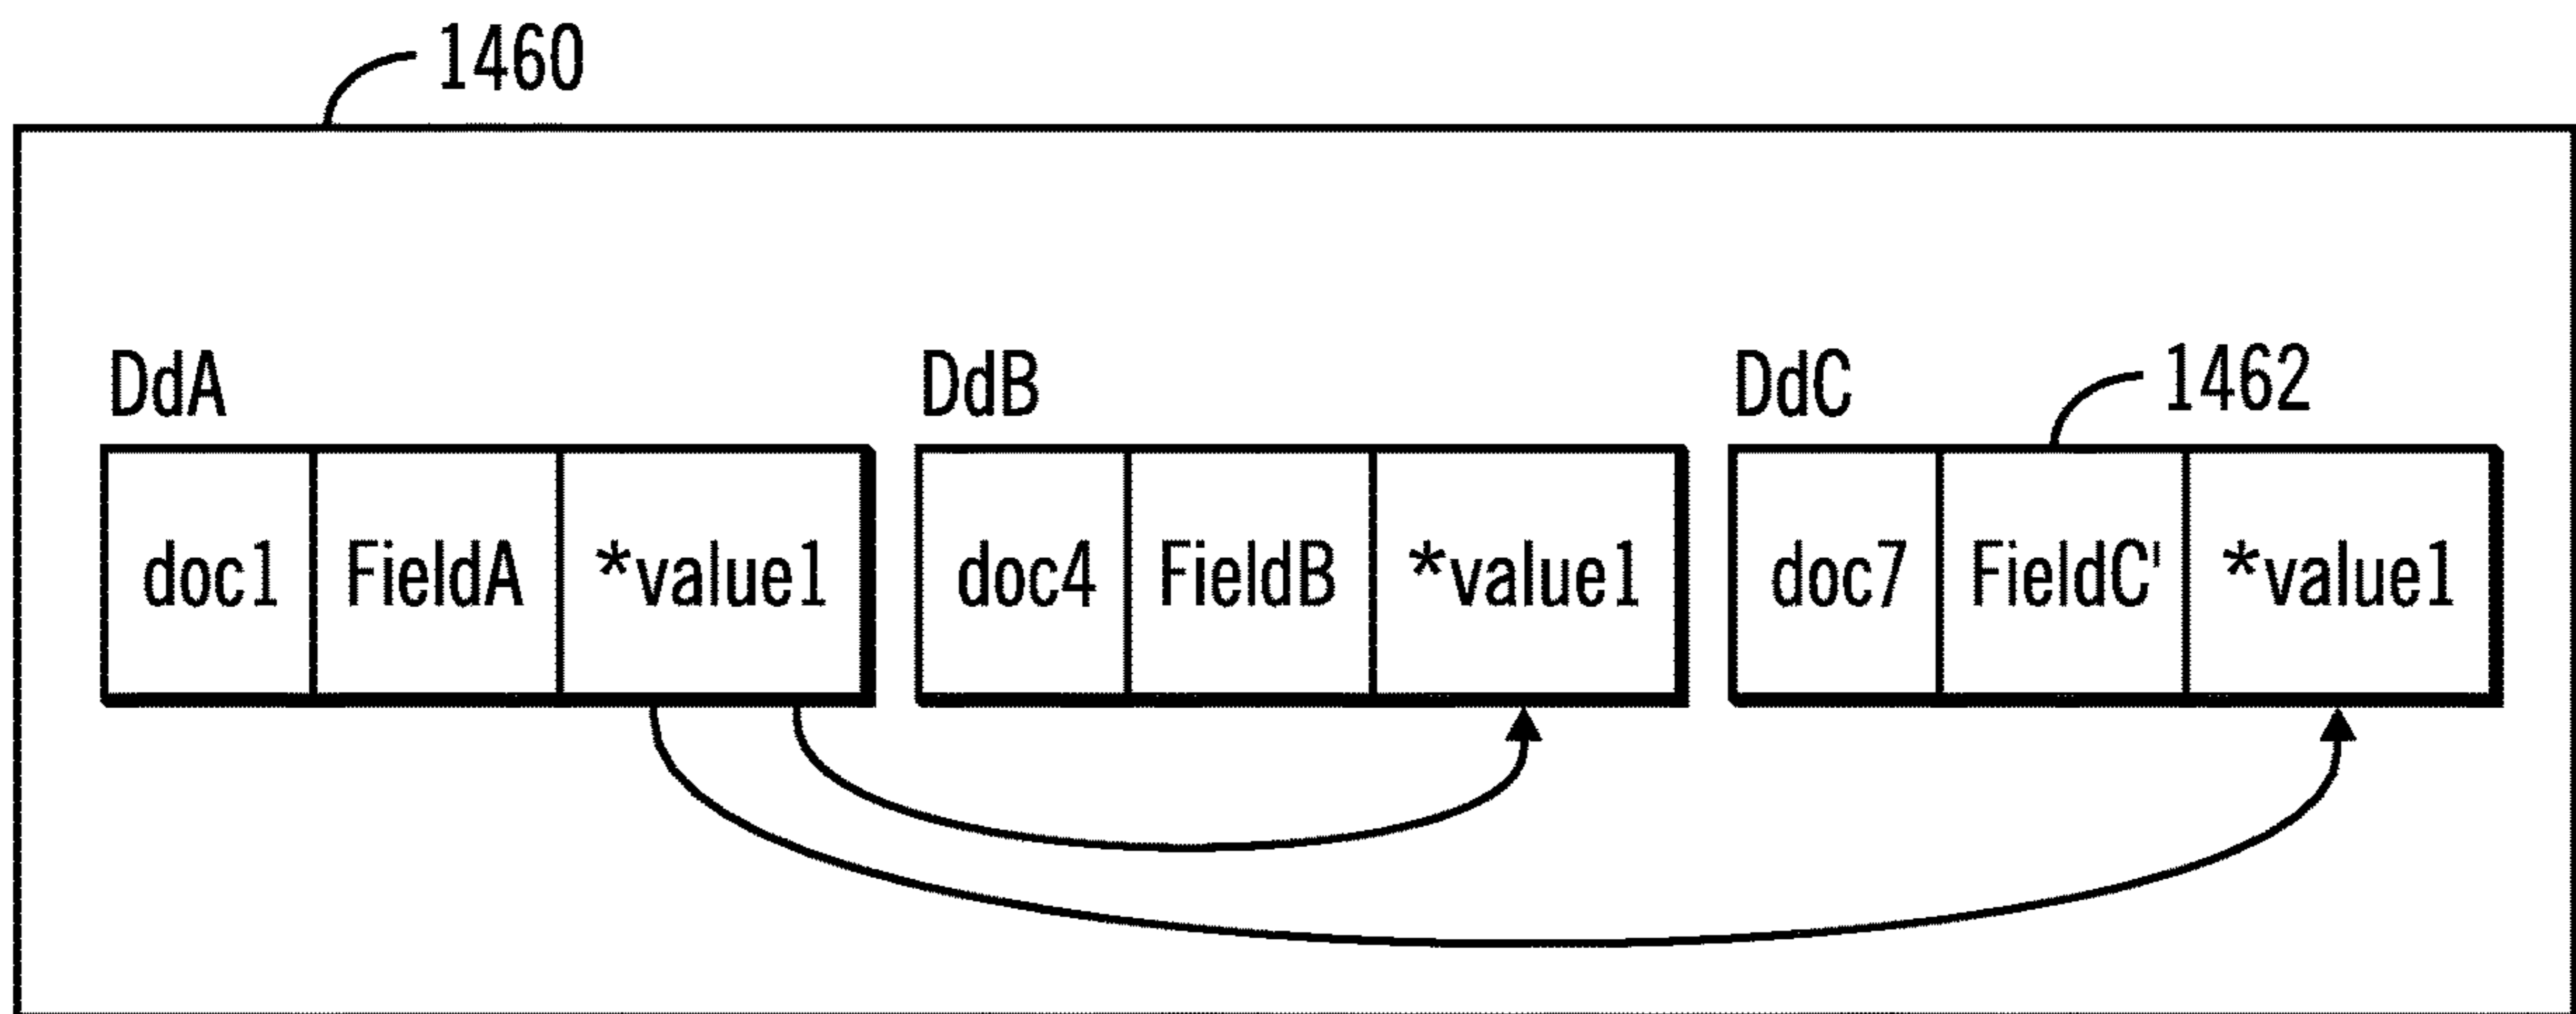 1460
DdA DdB DdC 1462
doc1 FieldA *value1 doc4 FieldB *value1 doc7 FieldC' *value1